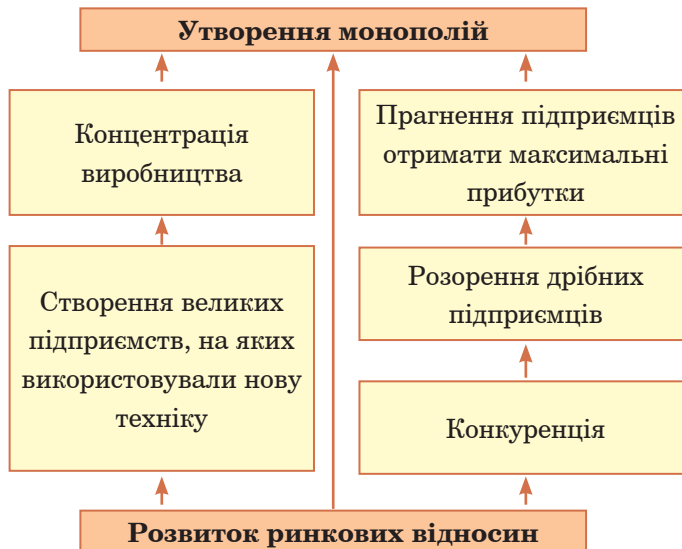 Утворення монополій
Концентрація
виробництва
Прагнення підприємців
отримати максимальні
прибутки
Створення великих
підприємств, на яких
використовували нову
техніку
Розорення дрібних
підприємців
Конкуренція
Розвиток ринкових відносин